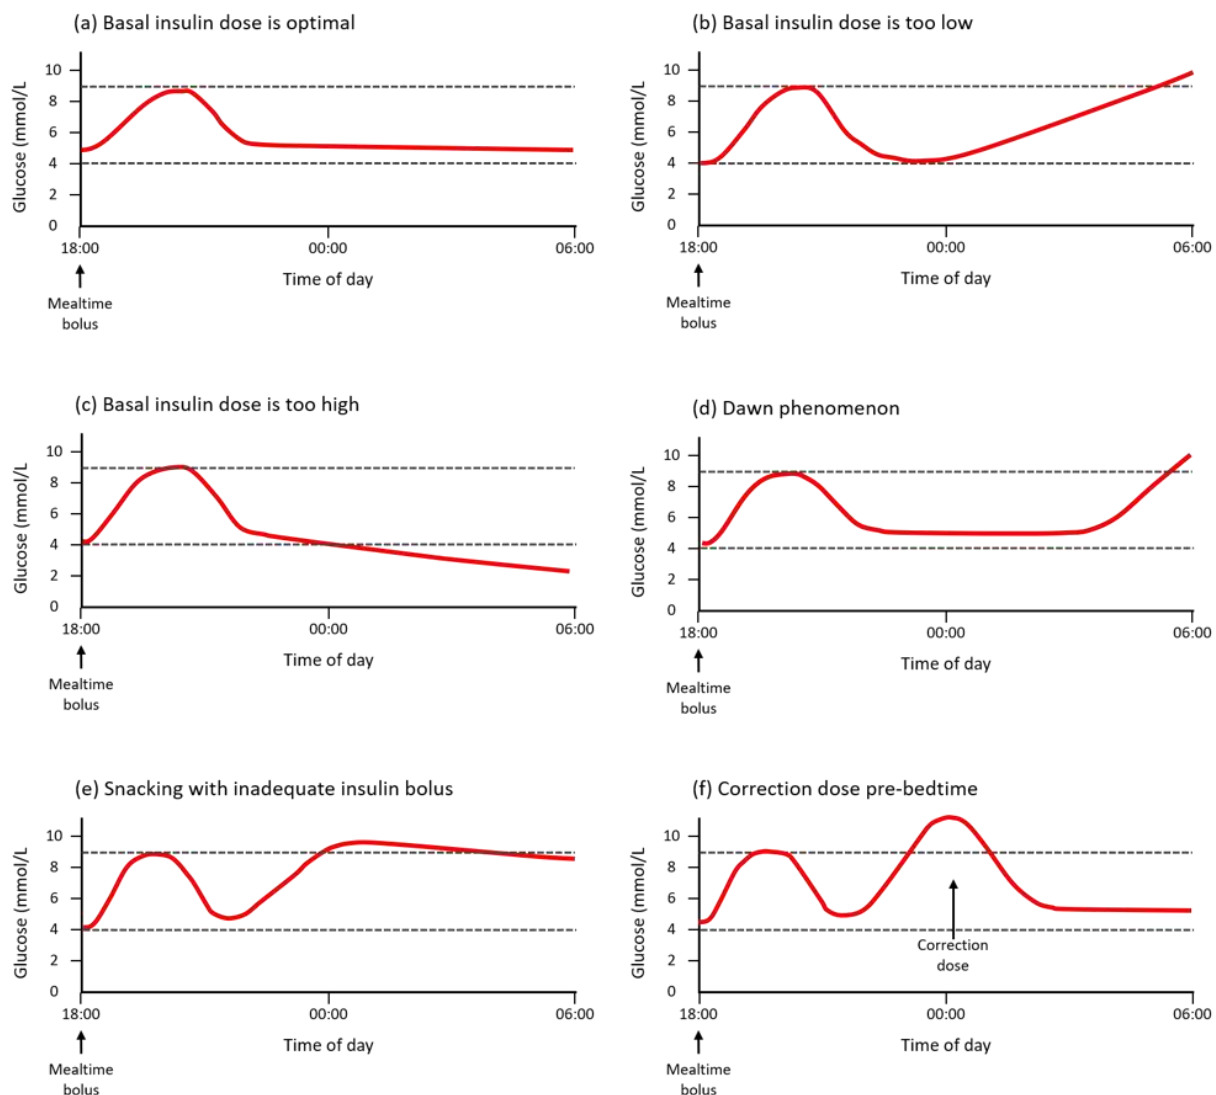 (a) Basal insulin dose is optimal
Glucose (mmol/L)
10
8
6
4
2
0
18:00
00:00
06:00
Time of day
Mealtime
bolus
(b) Basal insulin dose is too low
Glucose (mmol/L)
10
8
6
4
2
0
18:00
00:00
06:00
Time of day
Mealtime
bolus
(c) Basal insulin dose is too high
Glucose (mmol/L)
10
8
6
4
2
0
18:00
00:00
06:00
Time of day
Mealtime
bolus
(d) Dawn phenomenon
Glucose (mmol/L)
10
8
6
4
2
0
18:00
00:00
06:00
Time of day
Mealtime
bolus
(e) Snacking with inadequate insulin bolus
Glucose (mmol/L)
10
8
6
4
2
0
18:00
00:00
06:00
Time of day
Mealtime
bolus
(f) Correction dose pre-bedtime
Glucose (mmol/L)
10
8
6
4
2
0
Correction
dose
18:00
00:00
06:00
Time of day
Mealtime
bolus